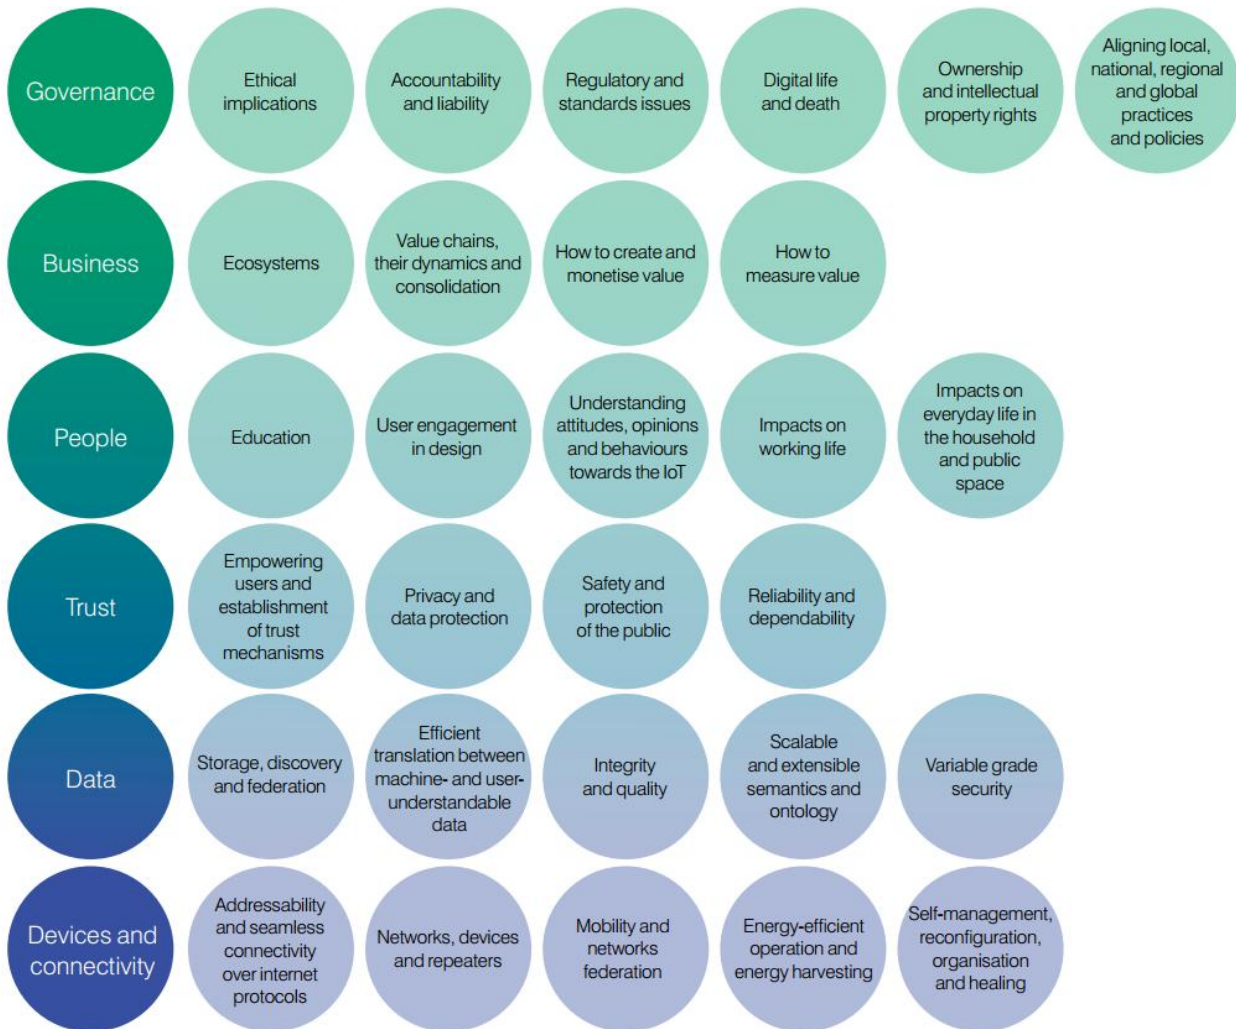 Governance
Ethical
implications
Accountability
and liability
Regulatory and
standards issues
Digital life
and death
Ownership
and intellectual
property rights
Aligning local,
national, regional
and global
practices
and policies
Business
Ecosystems
Value chains,
their dynamics and
consolidation
How to create and
monetise value
How to
measure value
People
Education
User engagement
in design
Understanding
attitudes, opinions
and behaviours
towards the IoT
Impacts on
working life
Impacts on
everyday life in
the household
and public
space
Trust
Empowering
users and
establishment
of trust
mechanisms
Privacy and
data protection
Safety and
protection
of the public
Reliability and
dependability
Data
Storage, discovery
and federation
Efficient
translation between
machine- and user-
understandable
data
Integrity
and quality
Scalable
and extensible
semantics and
ontology
Variable grade
security
Devices and
connectivity
Addressability
and seamless
connectivity
over internet
protocols
Networks, devices
and repeaters
Mobility and
networks
federation
Energy-efficient
operation and
energy harvesting
Self-management,
reconfiguration,
organisation
and healing